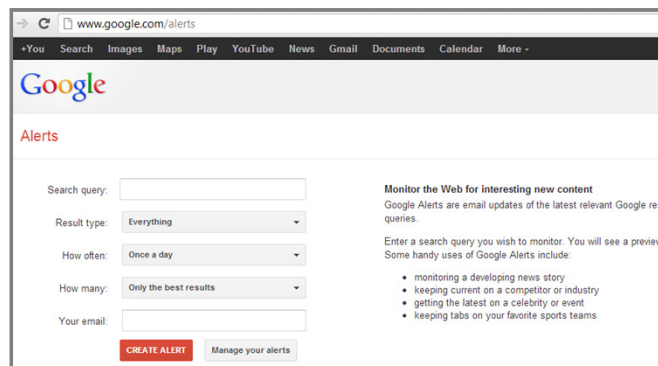 www.google.com/alerts
+You Search Images Maps Play YouTube News Gmail Documents Calendar More
Google
Alerts
Search query:
Result type: Everything
How often: Once a day
How many: Only the best results
Your email:
CREATE ALERT Manage your alerts
Monitor the Web for interesting new content
Google Alerts are email updates of the latest relevant Google re
queries.
Enter a search query you wish to monitor. You will see a preview
Some handy uses of Google Alerts include:
• monitoring a developing news story
• keeping current on a competitor or industry
• getting the latest on a celebrity or event
• keeping tabs on your favorite sports teams